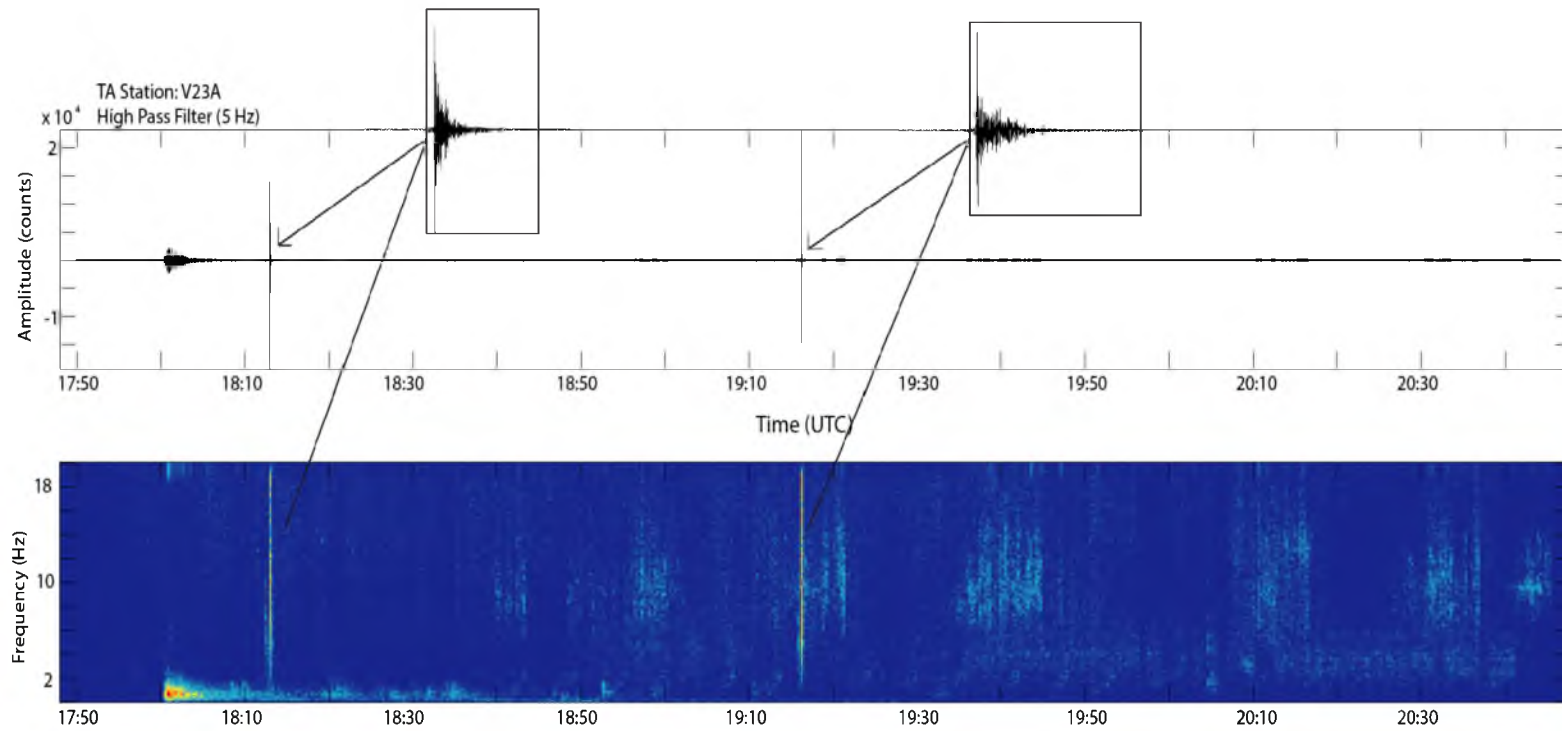 TA Station: V23A
High Pass Filter (5 Hz)
x 10⁴
2
-1
Amplitude (counts)
17:50 18:10 18:30 18:50 19:10 19:30 19:50 20:10 20:30
Time (UTC)
18
10
2
Frequency (Hz)
17:50 18:10 18:30 18:50 19:10 19:30 19:50 20:10 20:30